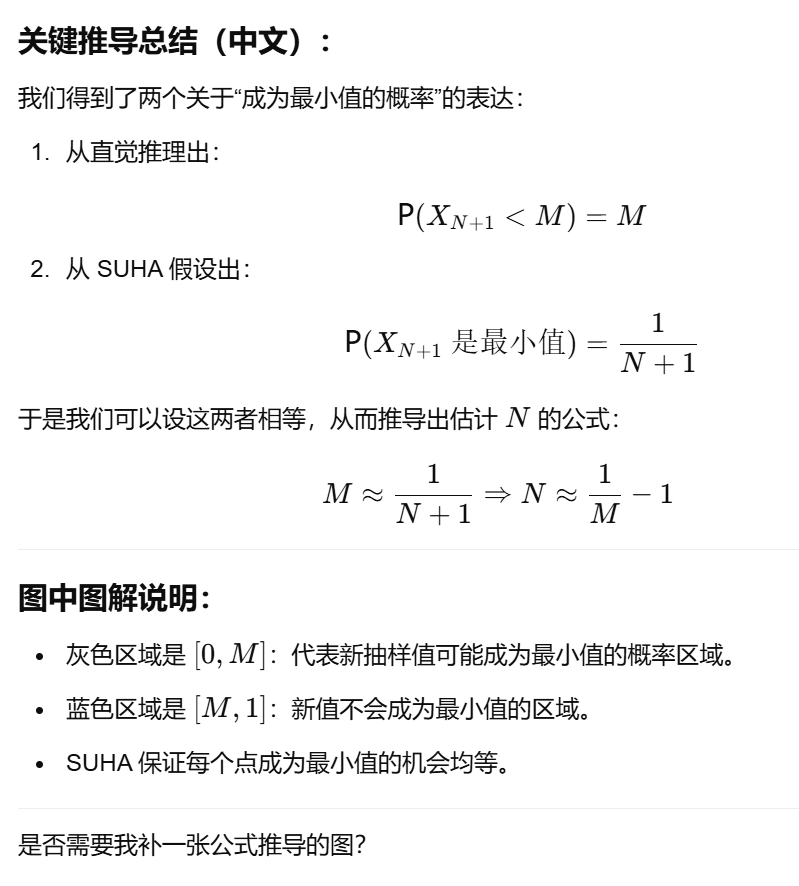 关键推导总结（中文）：
我们得到了两个关于“成为最小值的概率”的表达：
1. 从直觉推理出：
P(X_{N+1} < M) = M
2. 从 SUHA 假设出：
P(X_{N+1} 是最小值) = \frac{1}{N+1}
于是我们可以设这两者相等，从而推导出估计 N 的公式：
M ≈ \frac{1}{N+1} ⇒ N ≈ \frac{1}{M} − 1
图中图解说明：
• 灰色区域是 [0, M]：代表新抽样值可能成为最小值的概率区域。
• 蓝色区域是 [M, 1]：新值不会成为最小值的区域。
• SUHA 保证每个点成为最小值的机会均等。
是否需要我补一张公式推导的图？